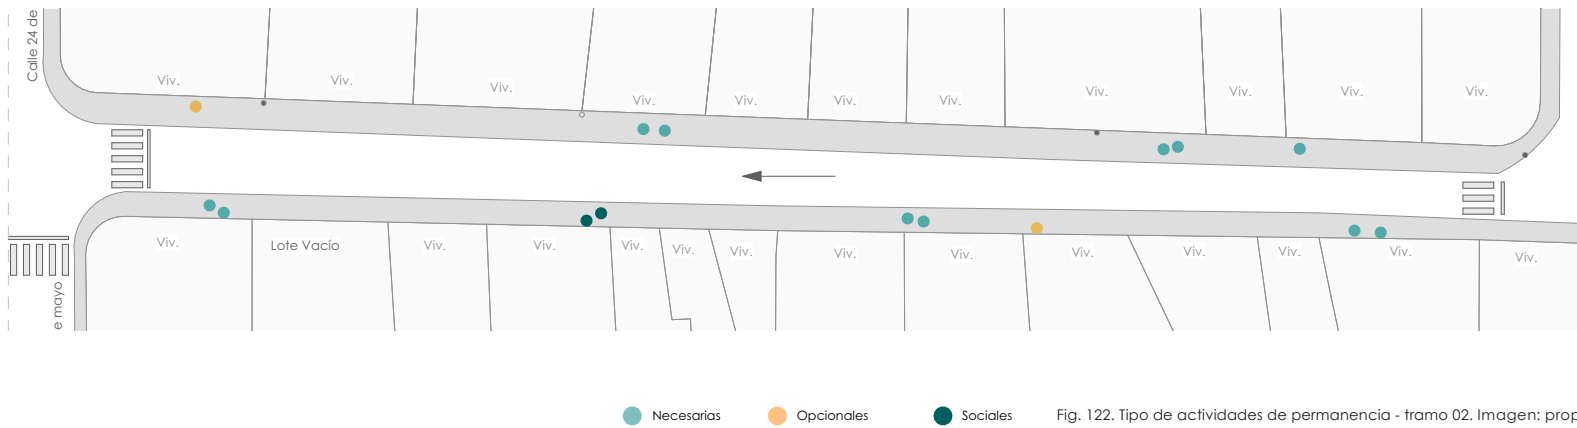 Calle 24 de
Viv.
Viv.
Viv.
Viv.
Viv.
Viv.
Viv.
Viv.
Viv.
Viv.
Viv.
Viv.
Lote Vacío
Viv.
Viv.
Viv.
Viv.
Viv.
Viv.
Viv.
Viv.
Viv.
Viv.
Viv.
Viv.
e mayo
Necesarias
Opcionales
Sociales
Fig. 122. Tipo de actividades de permanencia - tramo 02. Imagen: prop